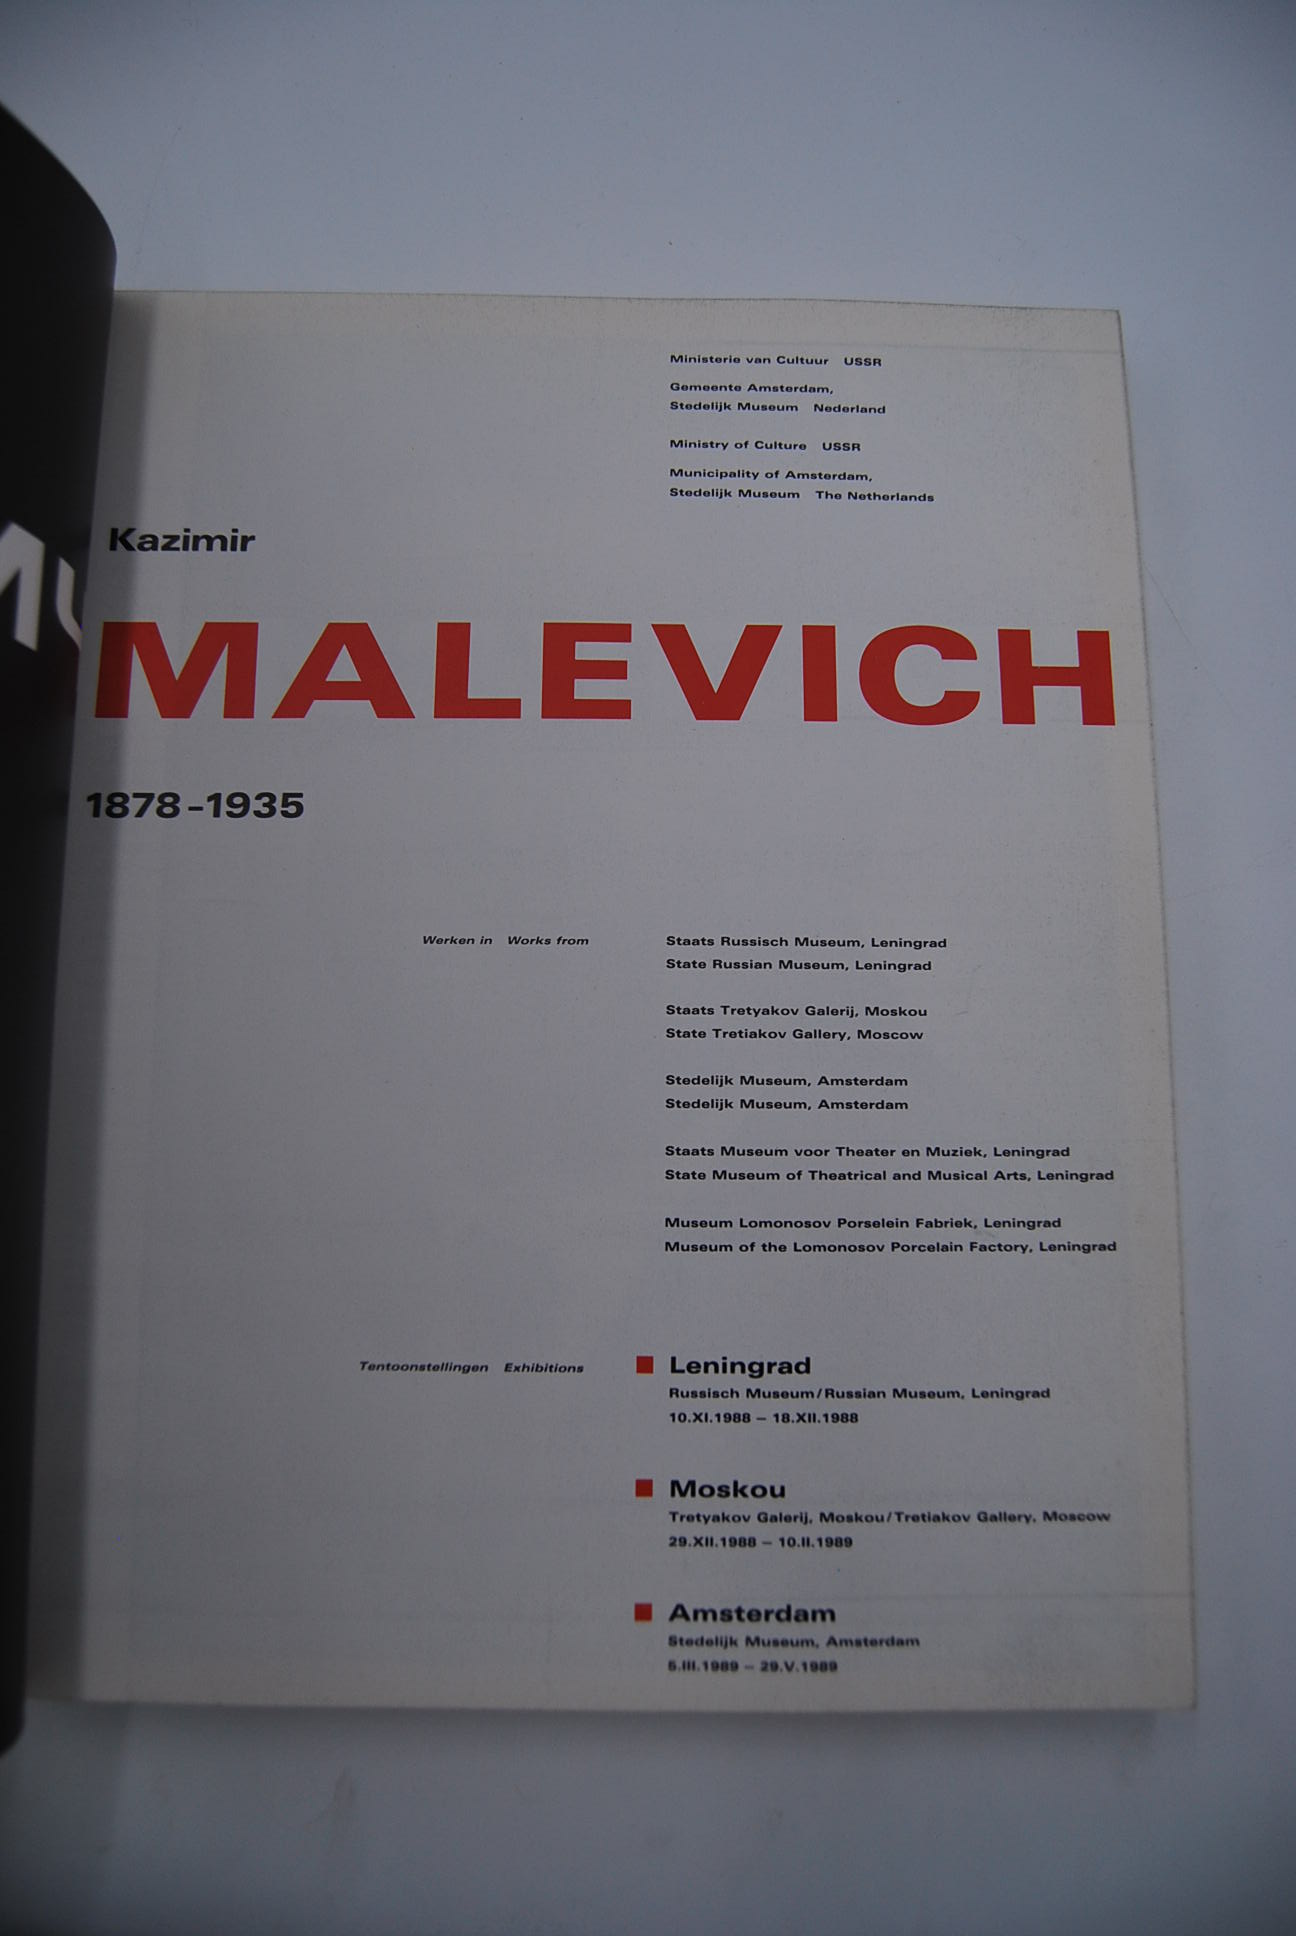 Ministerie van Cultuur USSR
Gemeente Amsterdam,
Stedelijk Museum Nederland
Ministry of Culture USSR
Municipality of Amsterdam,
Stedelijk Museum The Netherlands
Kazimir
MALEVICH
1878-1935
Werken in Works from
Staats Russisch Museum, Leningrad
State Russian Museum, Leningrad
Staats Tretyakov Galerij, Moskou
State Tretiakov Gallery, Moscow
Stedelijk Museum, Amsterdam
Stedelijk Museum, Amsterdam
Staats Museum voor Theater en Muziek, Leningrad
State Museum of Theatrical and Musical Arts, Leningrad
Museum Lomonosov Porselein Fabriek, Leningrad
Museum of the Lomonosov Porcelain Factory, Leningrad
Tentoonstellingen Exhibitions
Leningrad
Russisch Museum/Russian Museum, Leningrad
10.XI.1988 – 18.XII.1988
Moskou
Tretyakov Galerij, Moskou/Tretiakov Gallery, Moscow
29.XII.1988 – 10.II.1989
Amsterdam
Stedelijk Museum, Amsterdam
5.III.1989 – 29.V.1989